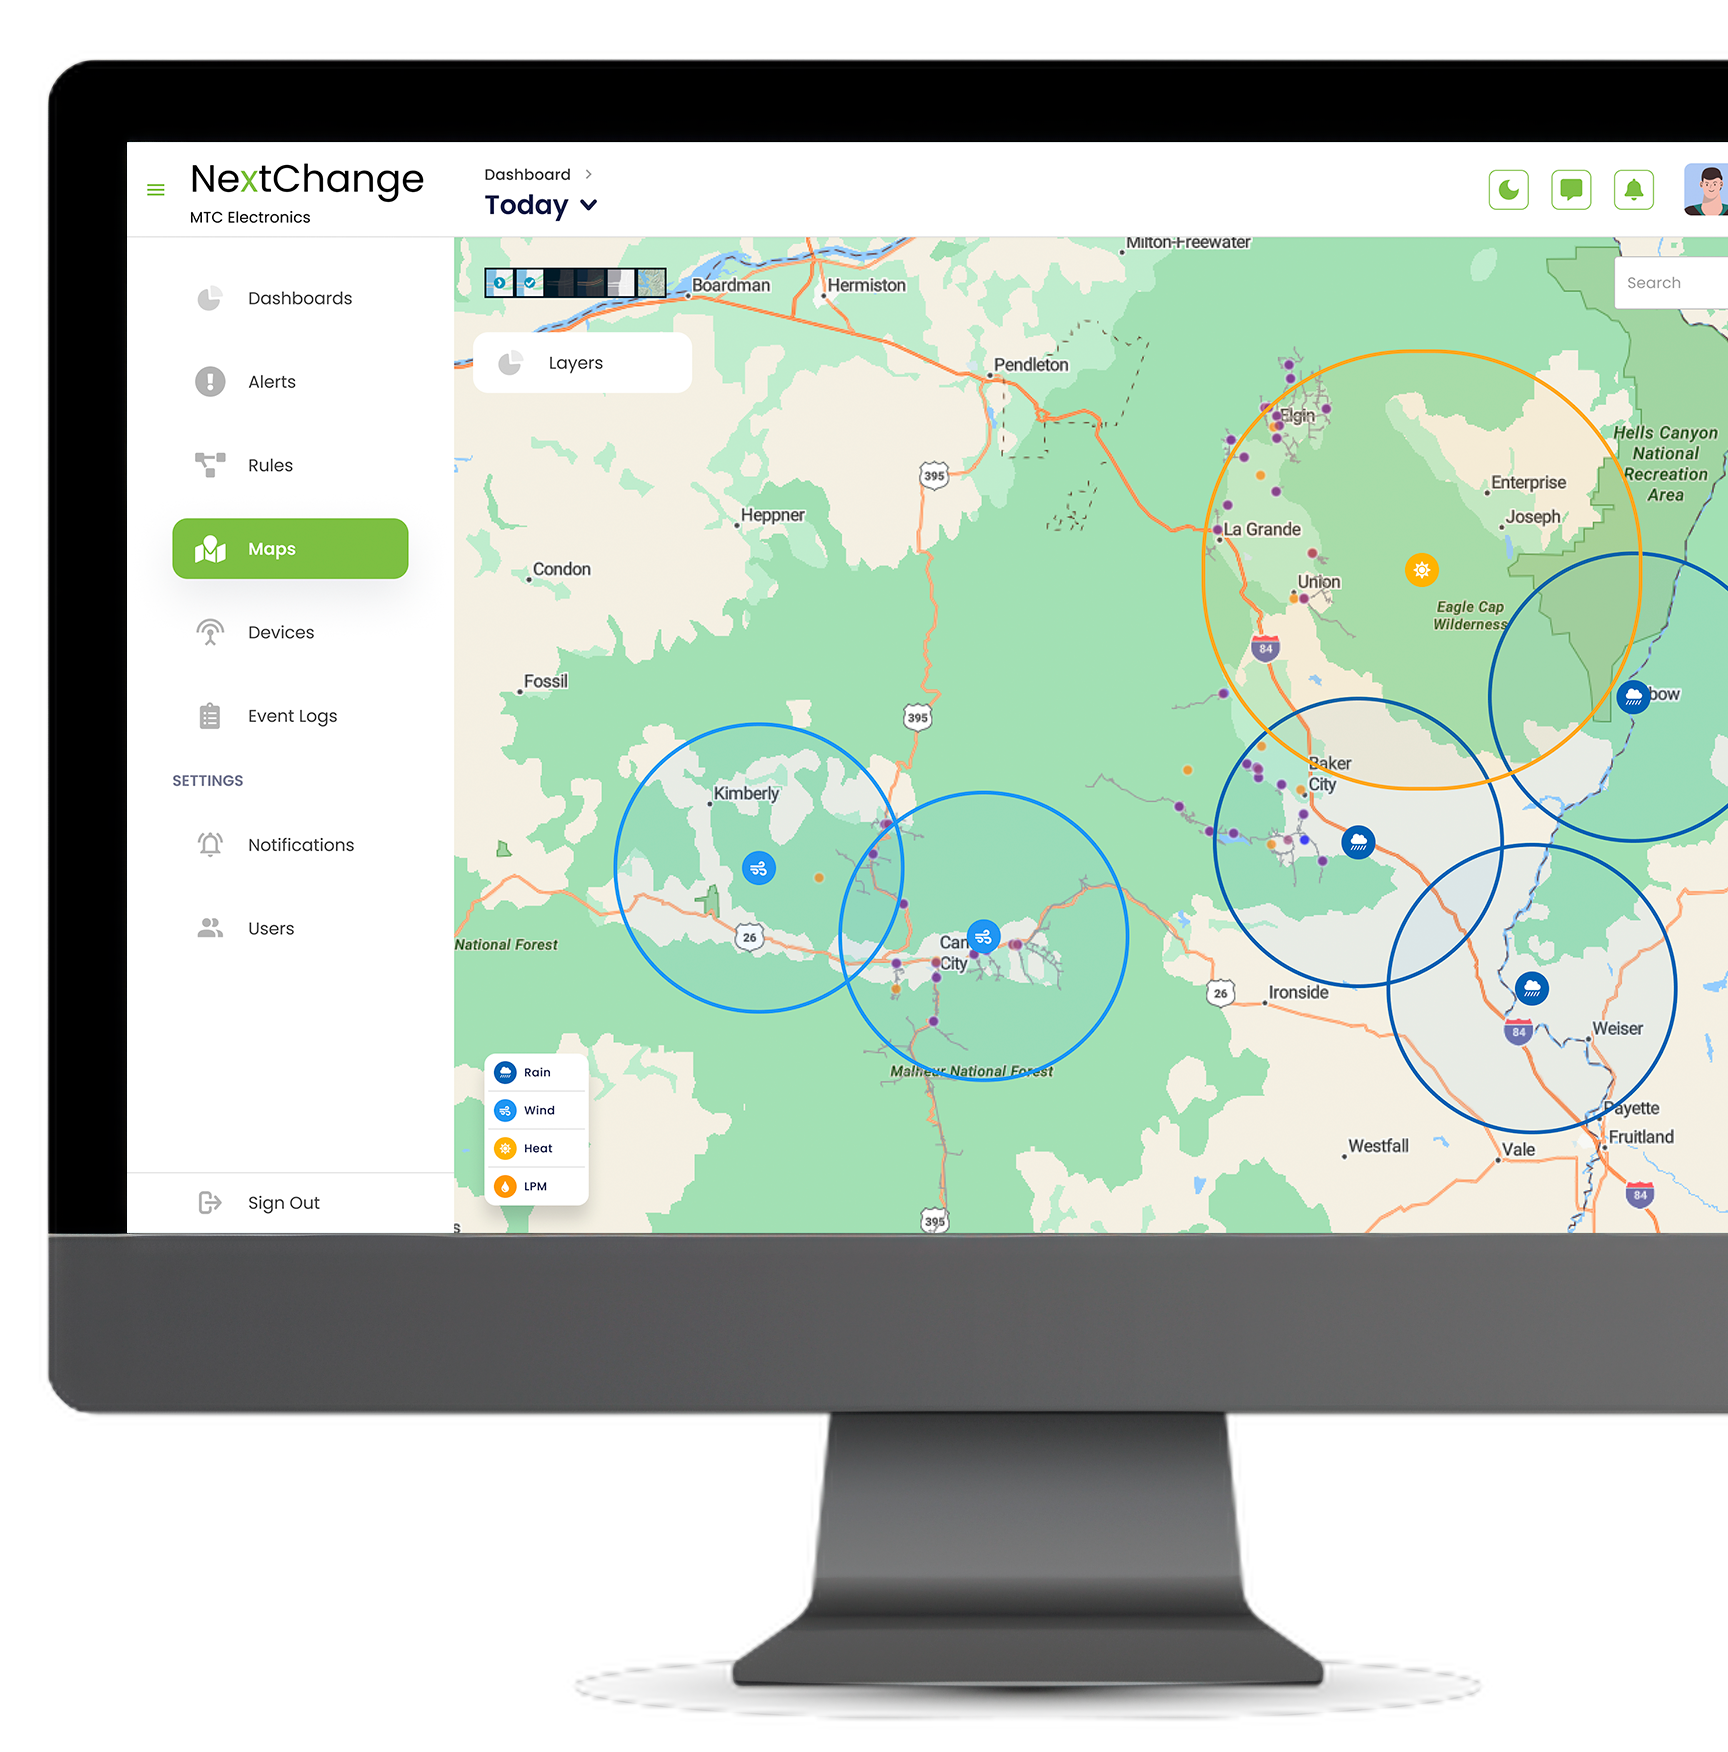 NextChange
MTC Electronics
Dashboard
Today
Dashboards
Alerts
Rules
Maps
Devices
Event Logs
SETTINGS
Notifications
Users
Sign Out
Layers
Search
Milton-Freewater
Boardman
Hermiston
Pendleton
395
Heppner
Condon
Fossil
395
Elgin
La Grande
Union
84
Enterprise
Joseph
Hells Canyon
National
Recreation
Area
Eagle Cap
Wilderness
bow
Baker
City
Kimberly
26
National Forest
City
Malheur National Forest
26
Ironside
84
Weiser
Payette
Fruitland
Westfall
Vale
84
395
Rain
Wind
Heat
LPM